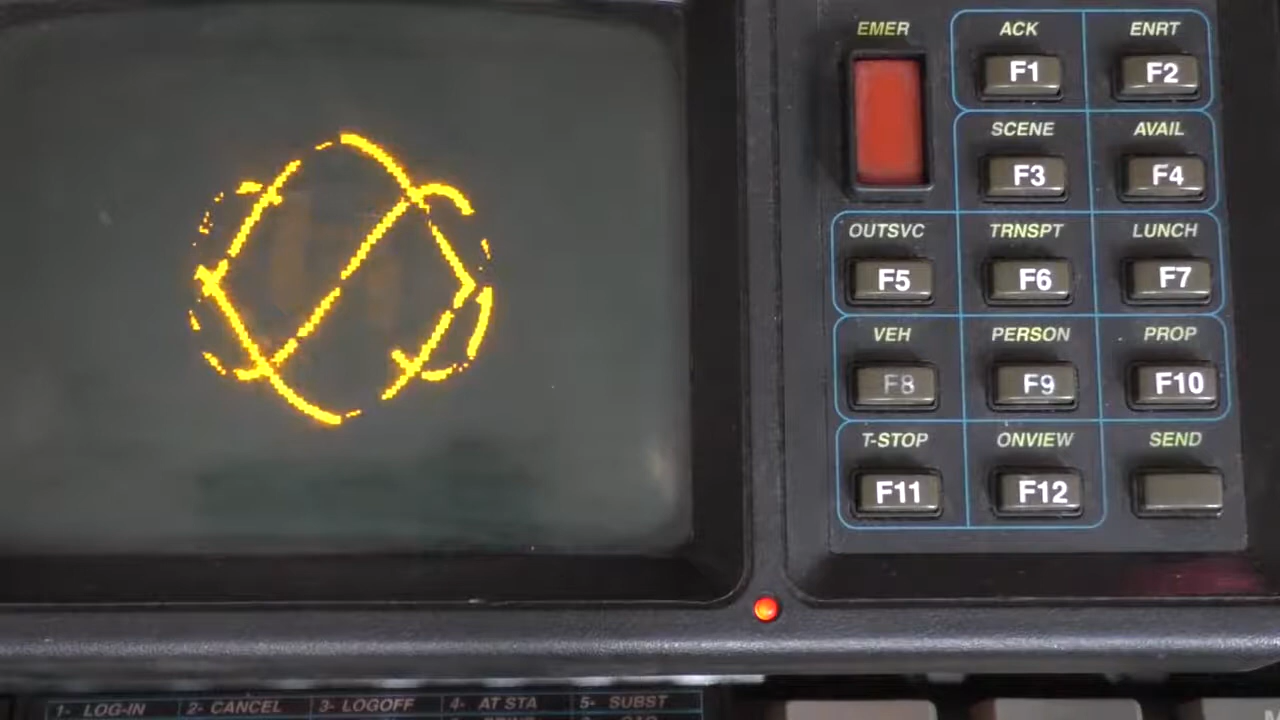 EMER ACK ENRT
F1 F2
SCENE AVAIL
F3 F4
OUTSVC TRNSPT LUNCH
F5 F6 F7
VEH PERSON PROP
F8 F9 F10
T-STOP ONVIEW SEND
F11 F12
1- LOG-IN 2- CANCEL 3- LOGOFF 4- AT STA 5- SUBST